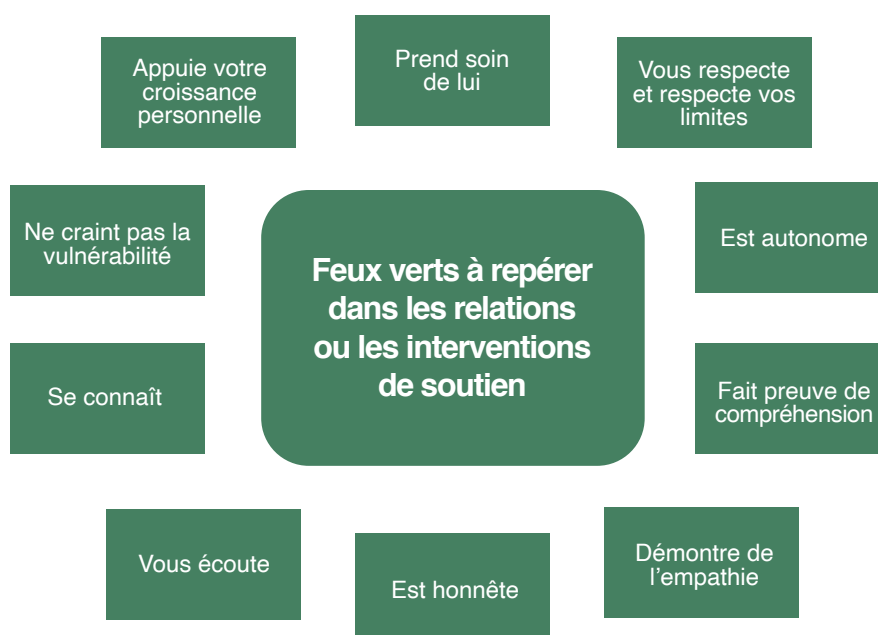 Appuie votre
croissance
personnelle
Prend soin
de lui
Vous respecte
et respecte vos
limites
Ne craint pas la
vulnérabilité
Feux verts à repérer
dans les relations
ou les interventions
de soutien
Est autonome
Se connaît
Fait preuve de
compréhension
Vous écoute
Est honnête
Démontre de
l’empathie